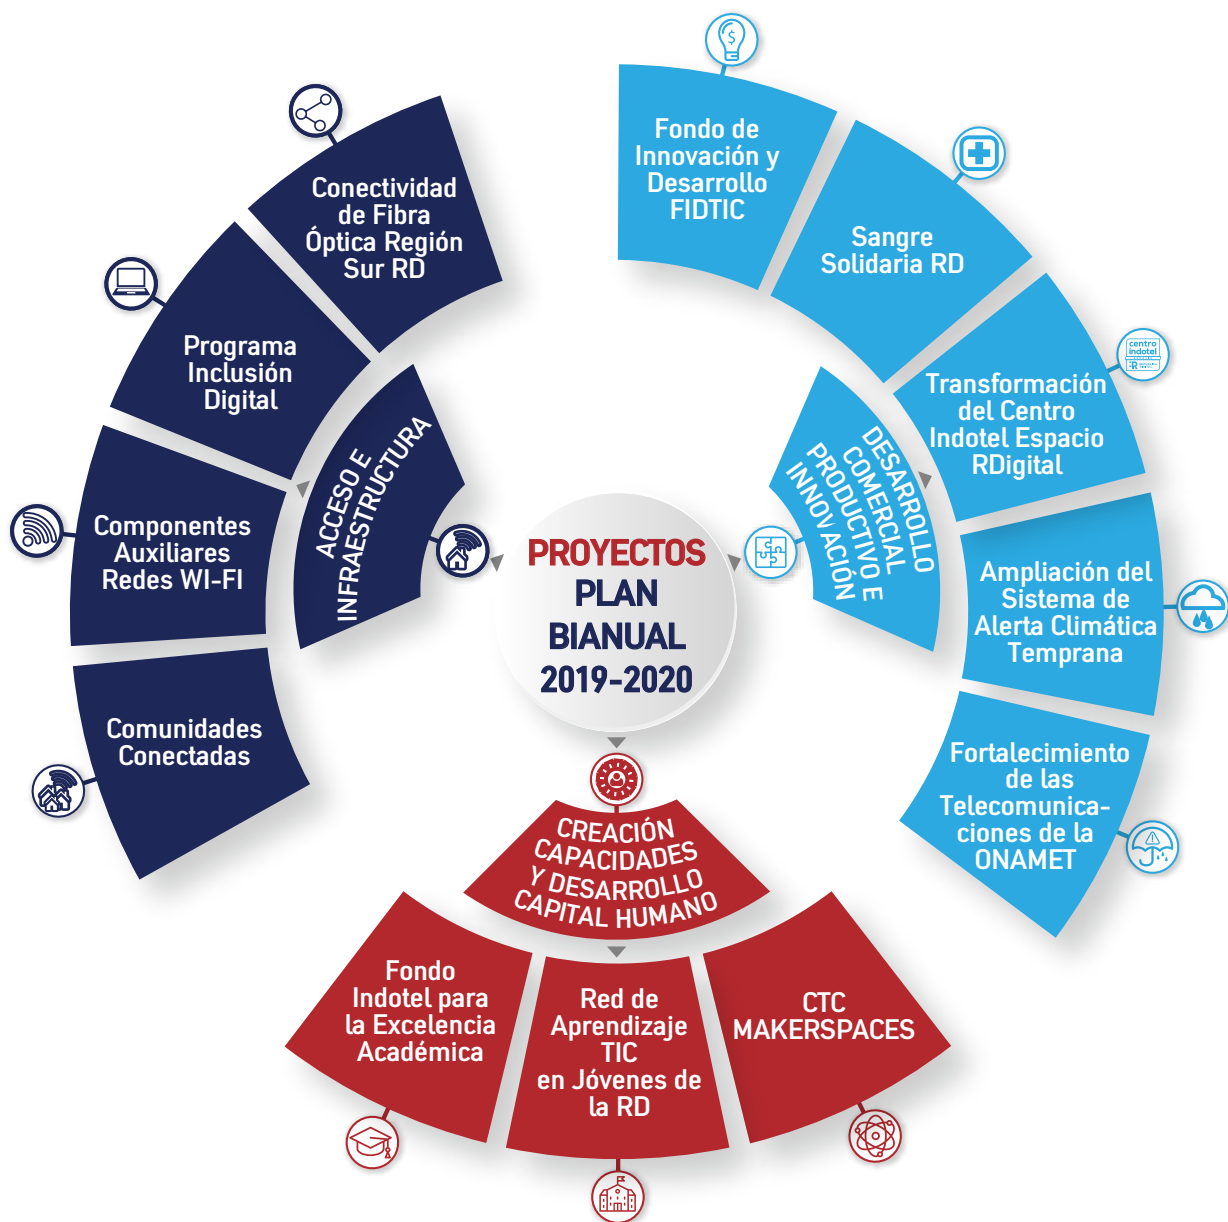 PROYECTOS
PLAN
BIANUAL
2019-2020
ACCESO E
INFRAESTRUCTURA
Conectividad
de Fibra
Óptica Región
Sur RD
Programa
Inclusión
Digital
Componentes
Auxiliares
Redes WI-FI
Comunidades
Conectadas
DESARROLLO
COMERCIAL
PRODUCTIVO E
INNOVACIÓN
$
Fondo de
Innovación y
Desarrollo
FIDTIC
Sangre
Solidaria RD
centro
indotel
Transformación
del Centro
Indotel Espacio
RDigital
Ampliación del
Sistema de
Alerta Climática
Temprana
Fortalecimiento
de las
Telecomunica-
ciones de la
ONAMET
CREACIÓN
CAPACIDADES
Y DESARROLLO
CAPITAL HUMANO
Fondo
Indotel para
la Excelencia
Académica
Red de
Aprendizaje
TIC
en Jóvenes de
la RD
CTC
MAKERSPACES